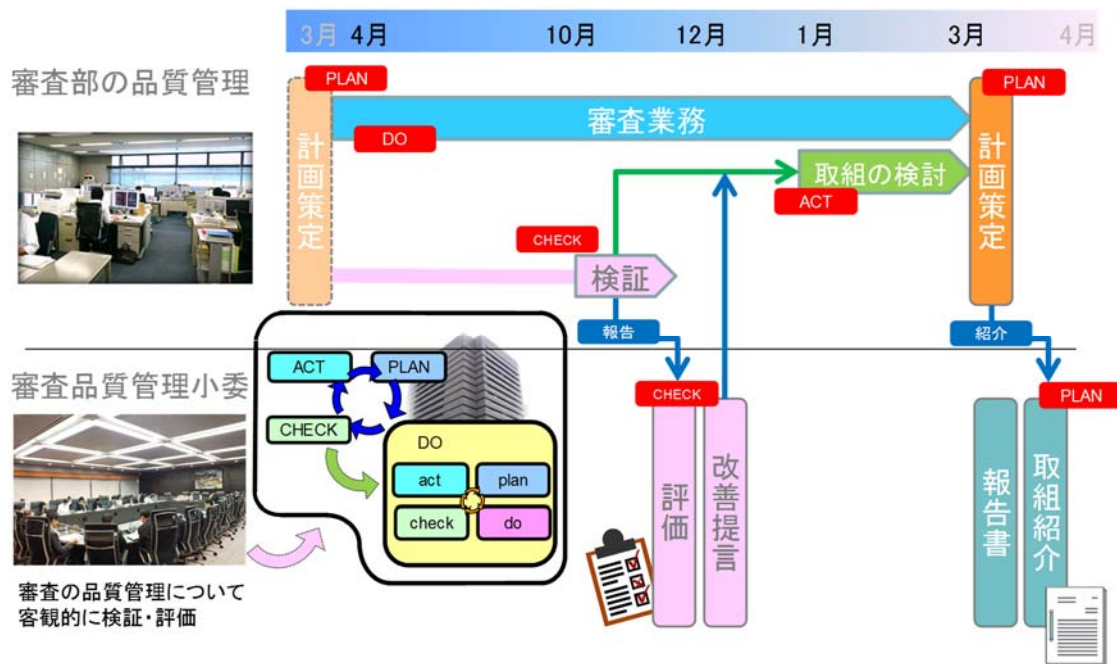 3月 4月 10月 12月 1月 3月 4月
審査部の品質管理
PLAN
計画策定
審査業務
DO
取組の検討
ACT
CHECK
検証
報告
PLAN
計画策定
紹介
審査品質管理小委
ACT
PLAN
CHECK
DO
act
plan
check
do
CHECK
評価
改善提言
PLAN
報告書
取組紹介
審査の品質管理について
客観的に検証・評価